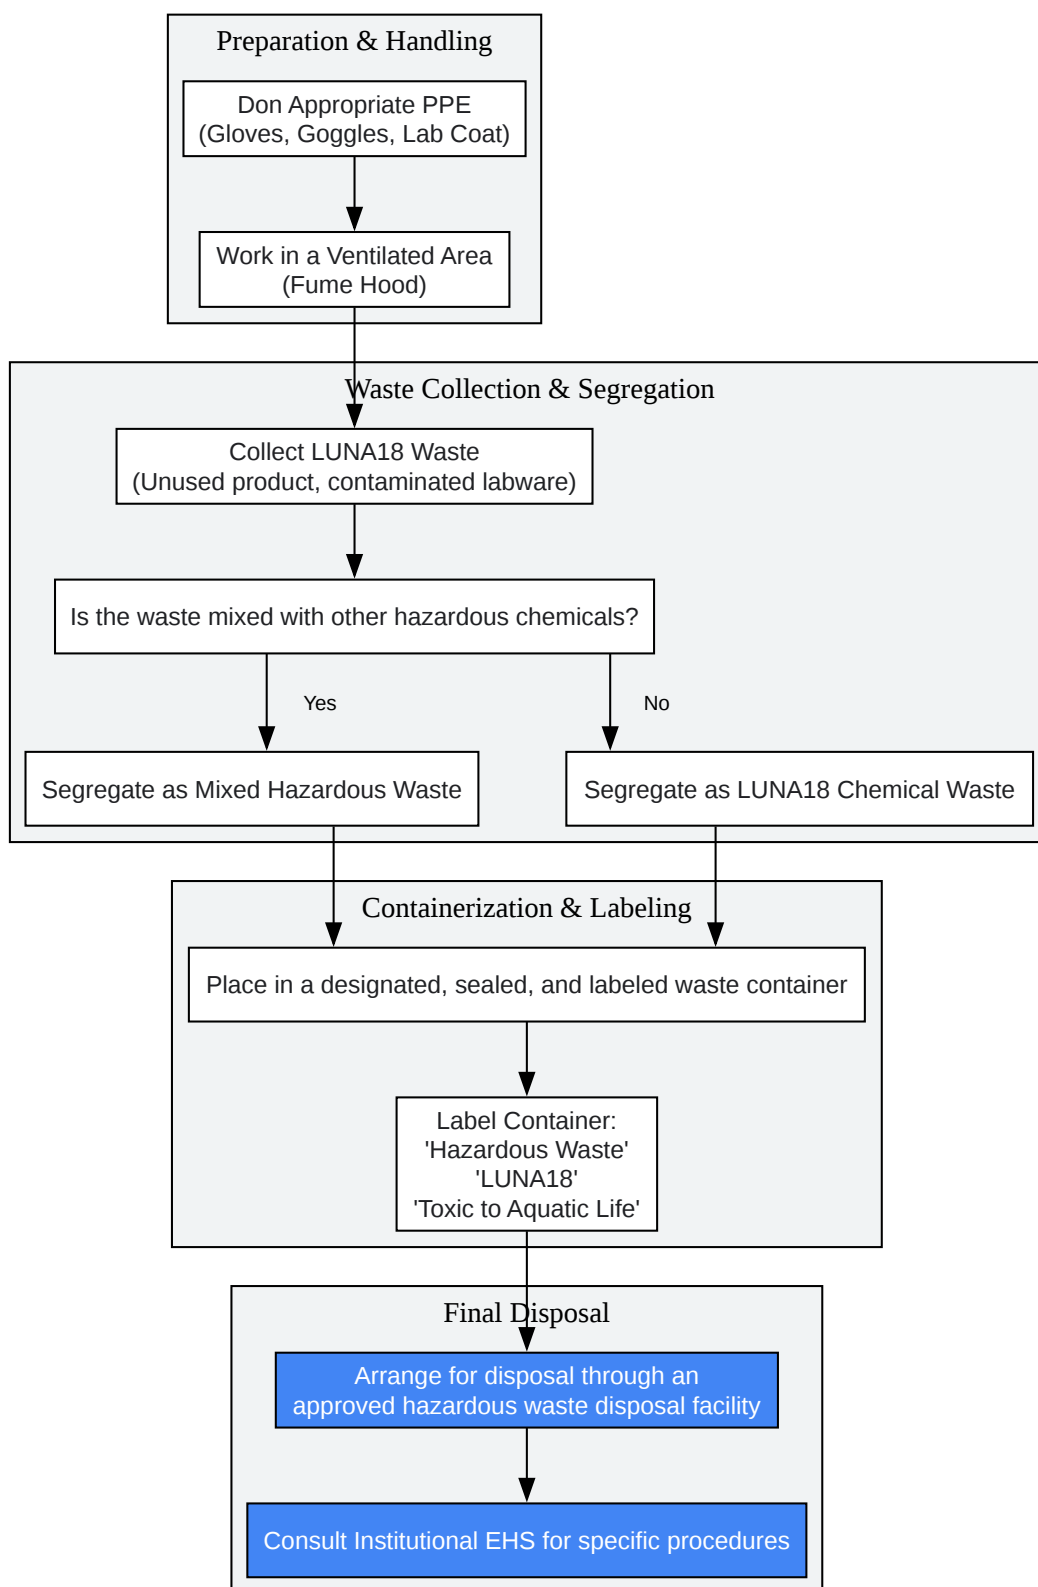 Preparation & Handling
Don Appropriate PPE
(Gloves, Goggles, Lab Coat)
Work in a Ventilated Area
(Fume Hood)
Waste Collection & Segregation
Collect LUNA18 Waste
(Unused product, contaminated labware)
Is the waste mixed with other hazardous chemicals?
Yes
No
Segregate as Mixed Hazardous Waste
Segregate as LUNA18 Chemical Waste
Containerization & Labeling
Place in a designated, sealed, and labeled waste container
Label Container:
'Hazardous Waste'
'LUNA18'
'Toxic to Aquatic Life'
Final Disposal
Arrange for disposal through an
approved hazardous waste disposal facility
Consult Institutional EHS for specific procedures